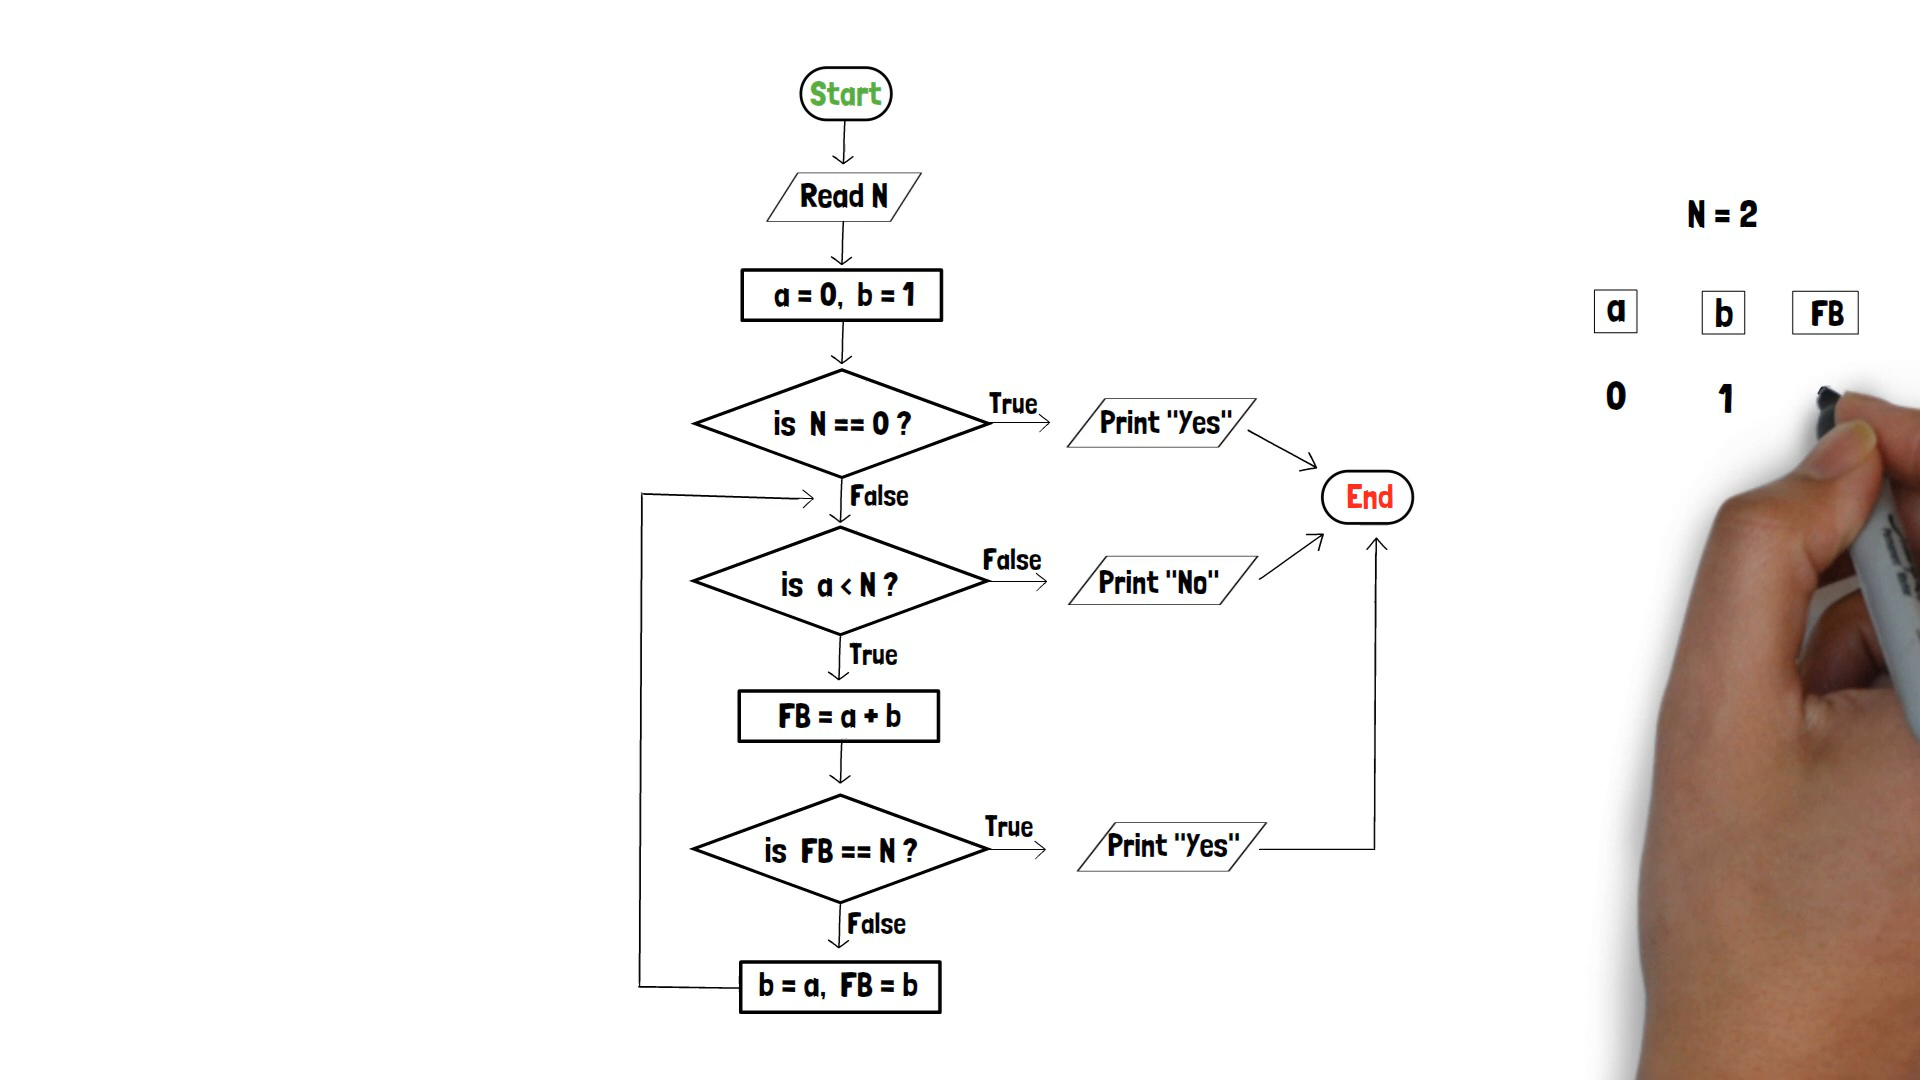 Start
Read N
a = 0, b = 1
is N == 0 ?
True
Print "Yes"
False
End
is a < N ?
False
Print "No"
True
FB = a + b
is FB == N ?
True
Print "Yes"
False
b = a, FB = b
N = 2
a b FB
0 1